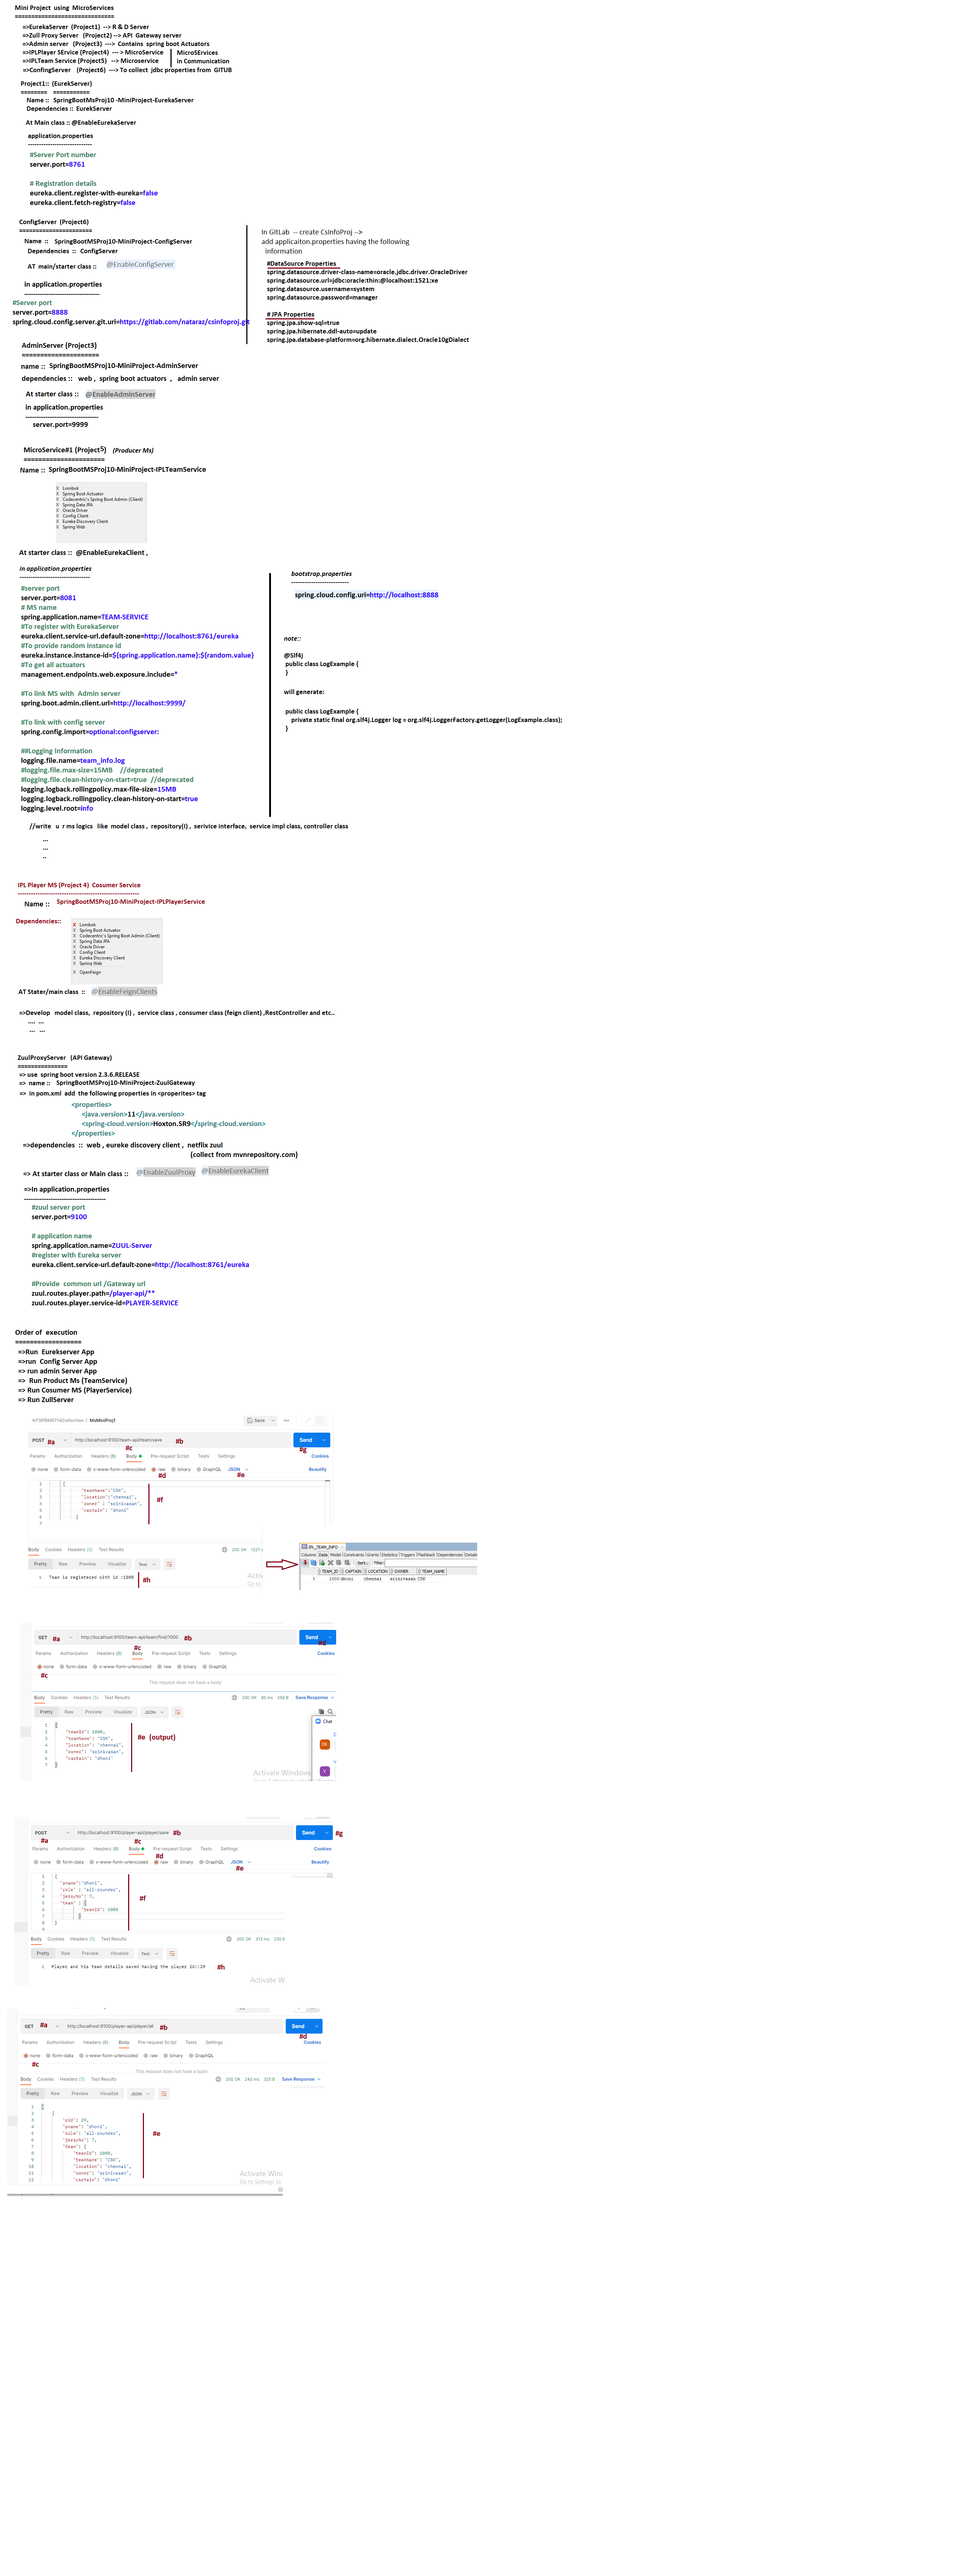 Mini Project using MicroServices
===========================
=>EurekaServer (Project1) --> R & D Server
=>Zull Proxy Server (Project2) --> API Gateway server
=>Admin server (Project3) ---> Contains spring boot Actuators
=>IPLPlayer SErvice (Project4) --- > MicroService
=>IPLTeam Service (Project5) --> Microservice
MicroSErvices
in Communication
=>ConfingServer (Project6) ---> To collect jdbc properties from GITUB
Project1:: (EurekServer)
======== ===========
Name :: SpringBootMsProj10 -MiniProject-EurekaServer
Dependencies :: EurekServer
At Main class :: @EnableEurekaServer
application.properties
-----------------------------
#Server Port number
server.port=8761
# Registration details
eureka.client.register-with-eureka=false
eureka.client.fetch-registry=false
ConfigServer (Project6)
======================
Name :: SpringBootMSProj10-MiniProject-ConfigServer
Dependencies :: ConfigServer
AT main/starter class :: @EnableConfigServer
in application.properties
----------------------------------
#Server port
server.port=8888
spring.cloud.config.server.git.uri=https://gitlab.com/nataraz/csinfoproj.git
In GItLab -- create CsInfoProj -->
add applicaiton.properties having the following
information
#DataSource Properties
spring.datasource.driver-class-name=oracle.jdbc.driver.OracleDriver
spring.datasource.url=jdbc:oracle:thin:@localhost:1521:xe
spring.datasource.username=system
spring.datasource.password=manager
# JPA Properties
spring.jpa.show-sql=true
spring.jpa.hibernate.ddl-auto=update
spring.jpa.database-platform=org.hibernate.dialect.Oracle10gDialect
AdminServer (Project3)
=====================
name :: SpringBootMSProj10-MiniProject-AdminServer
dependencies :: web , spring boot actuators , admin server
At starter class :: @EnableAdminServer
in application.properties
---------------------------------
server.port=9999
MicroService#1 (Project5) (Producer Ms)
======================
Name :: SpringBootMSProj10-MiniProject-IPLTeamService
X Lombok
X Spring Boot Actuator
X Codecentric's Spring Boot Admin (Client)
X Spring Data JPA
X Oracle Driver
X Config Client
X Eureka Discovery Client
X Spring Web
At starter class :: @EnableEurekaClient ,
in application.properties
--------------------------------
#server port
server.port=8081
# MS name
spring.application.name=TEAM-SERVICE
#To register with EurekaServer
eureka.client.service-url.default-zone=http://localhost:8761/eureka
#To provide random instance id
eureka.instance.instance-id=${spring.application.name}:${random.value}
#To get all actuators
management.endpoints.web.exposure.include=*
#To link MS with Admin server
spring.boot.admin.client.url=http://localhost:9999/
#To link with config server
spring.config.import=optional:configserver:
##Logging Information
logging.file.name=team_info.log
#logging.file.max-size=15MB //deprecated
#logging.file.clean-history-on-start=true //deprecated
logging.logback.rollingpolicy.max-file-size=15MB
logging.logback.rollingpolicy.clean-history-on-start=true
logging.level.root=info
bootstrap.properties
--------------------------
spring.cloud.config.uri=http://localhost:8888
note::
@Slf4j
public class LogExample {
}
will generate:
public class LogExample {
private static final org.slf4j.Logger log = org.slf4j.LoggerFactory.getLogger(LogExample.class);
}
//write u r ms logics like model class , repository(i) , serivice interface, service impl class, controller class
...
...
..
IPL Player MS (Project 4) Cosumer Service
-------------------------------------------------------
Name :: SpringBootMSProj10-MiniProject-IPLPlayerService
Dependencies::
X Lombok
X Spring Boot Actuator
X Codecentric's Spring Boot Admin (Client)
X Spring Data JPA
X Oracle Driver
X Config Client
X Eureka Discovery Client
X Spring Web
X OpenFeign
AT Stater/main class :: @EnableFeignClients
=>Develop model class, repository (i) , service class , consumer class (feign client) ,RestController and etc..
.... ...
... ...
ZuulProxyServer (API Gateway)
==============
=> use spring boot version 2.3.6.RELEASE
=> name :: SpringBootMSProj10-MiniProject-ZuulGateway
=> in pom.xml add the following properties in <properites> tag
<properties>
<java.version>11</java.version>
<spring-cloud.version>Hoxton.SR9</spring-cloud.version>
</properties>
=>dependencies :: web , eureke discovery client , netflix zuul
(collect from mvnrepository.com)
=> At starter class or Main class :: @EnableZuulProxy @EnableEurekaClient
=>In application.properties
-------------------------------------
#zuul server port
server.port=9100
# application name
spring.application.name=ZUUL-Server
#register with Eureka server
eureka.client.service-url.default-zone=http://localhost:8761/eureka
#Provide common url /Gateway url
zuul.routes.player.path=/player-api/**
zuul.routes.player.service-id=PLAYER-SERVICE
Order of execution
==================
=>Run Eurekserver App
=>run Config Server App
=> run admin Server App
=> Run Product Ms (TeamService)
=> Run Cosumer MS (PlayerService)
=> Run ZullServer
NTSPBMS714Collection / MsMiniProj1
Save
POST #a http://localhost:9100/team-api/team/save #b Send
#c #g
Params Authorization Headers (8) Body Pre-request Script Tests Settings Cookies
none form-data x-www-form-urlencoded raw binary GraphQL JSON Beautify
#d #e
1 {
2 "teamName":"CSK",
3 "location":"chennai",
4 "owner" : "srinivasan",
5 "captain": "dhoni"
6 }
7
#f
Body Cookies Headers (5) Test Results 200 OK 1227
Pretty Raw Preview Visualize Text
1 Team is registered with id :1000 #h
IPL_TEAM_INFO
Columns Data Model Constraints Grants Statistics Triggers Flashback Dependencies Details
Sort.. Filter:
TEAM_ID CAPTAIN LOCATION OWNER TEAM_NAME
1 1000 dhoni chennai srinivasan CSK
GET #a http://localhost:9100/team-api/team/find/1000 #b Send
#c #d
Params Authorization Headers (6) Body Pre-request Script Tests Settings Cookies
none form-data x-www-form-urlencoded raw binary GraphQL
#c
This request does not have a body
Body Cookies Headers (5) Test Results 200 OK 80 ms 258 B Save Response
Pretty Raw Preview Visualize JSON
1 {
2 "teamId": 1000,
3 "teamName": "CSK",
4 "location": "chennai",
5 "owner": "srinivasan",
6 "captain": "dhoni"
7 }
#e (output)
Chat
DK
V
Activate Windows
POST http://localhost:9100/player-api/player/save #b Send #g
#a #c
Params Authorization Headers (8) Body Pre-request Script Tests Settings Cookies
#d
none form-data x-www-form-urlencoded raw binary GraphQL JSON Beautify
#e
1 {
2 "pname":"dhoni",
3 "role" : "all-rounder",
4 "jersyNo": 7,
5 "team" : {
6 "teamId": 1000
7 }
8 }
9
#f
Body Cookies Headers (5) Test Results 200 OK 313 ms 220 B
Pretty Raw Preview Visualize Text
1 Player and his team details saved having the player id::29 #h
Activate W
GET #a http://localhost:9100/player-api/player/all #b Send
#d
Params Authorization Headers (6) Body Pre-request Script Tests Settings Cookies
none form-data x-www-form-urlencoded raw binary GraphQL
#c
This request does not have a body
Body Cookies Headers (5) Test Results 200 OK 243 ms 325 B Save Response
Pretty Raw Preview Visualize JSON
1 [
2 {
3 "pid": 29,
4 "pname": "dhoni",
5 "role": "all-rounder",
6 "jersyNo": 7,
7 "team": {
8 "teamId": 1000,
9 "teamName": "CSK",
10 "location": "chennai",
11 "owner": "srinivasan",
12 "captain": "dhoni"
#e
Activate Win
Go to Settings to